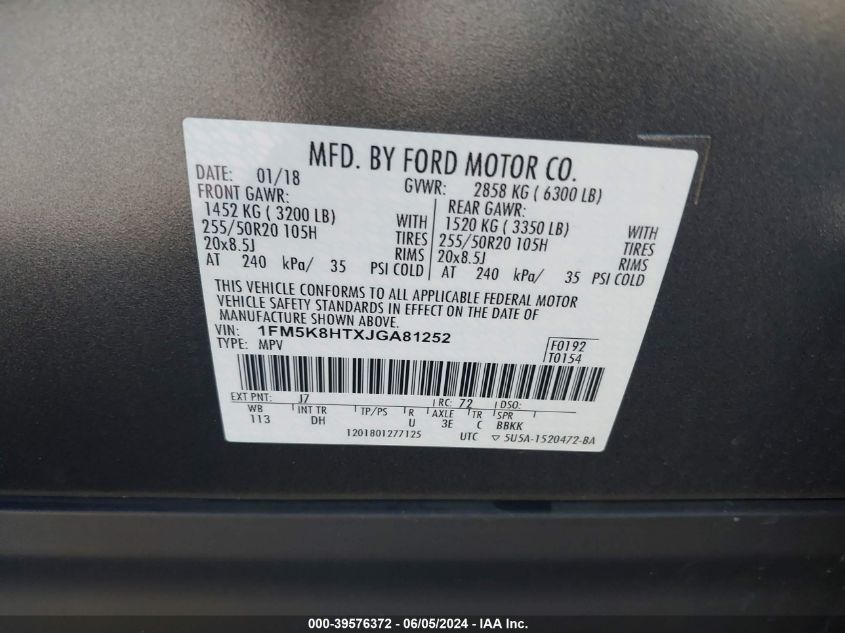 MFD. BY FORD MOTOR CO.
DATE: 01/18 GVWR: 2858 KG ( 6300 LB)
FRONT GAWR: REAR GAWR:
1452 KG ( 3200 LB) WITH 1520 KG ( 3350 LB) WITH
255/50R20 105H TIRES 255/50R20 105H TIRES
20x8.5J RIMS 20x8.5J RIMS
AT 240 kPa/ 35 PSI COLD AT 240 kPa/ 35 PSI COLD
THIS VEHICLE CONFORMS TO ALL APPLICABLE FEDERAL MOTOR
VEHICLE SAFETY STANDARDS IN EFFECT ON THE DATE OF
MANUFACTURE SHOWN ABOVE.
VIN: 1FM5K8HTXJGA81252 F0192
TYPE: MPV T0154
EXT PNT: J7 RC: 72 DSO:
WB INT TR TP/PS R AXLE TR SPR
113 DH U 3E C BBKK
1201801277125 UTC ▽ 5U5A-1520472-BA
000-39576372 - 06/05/2024 - IAA Inc.